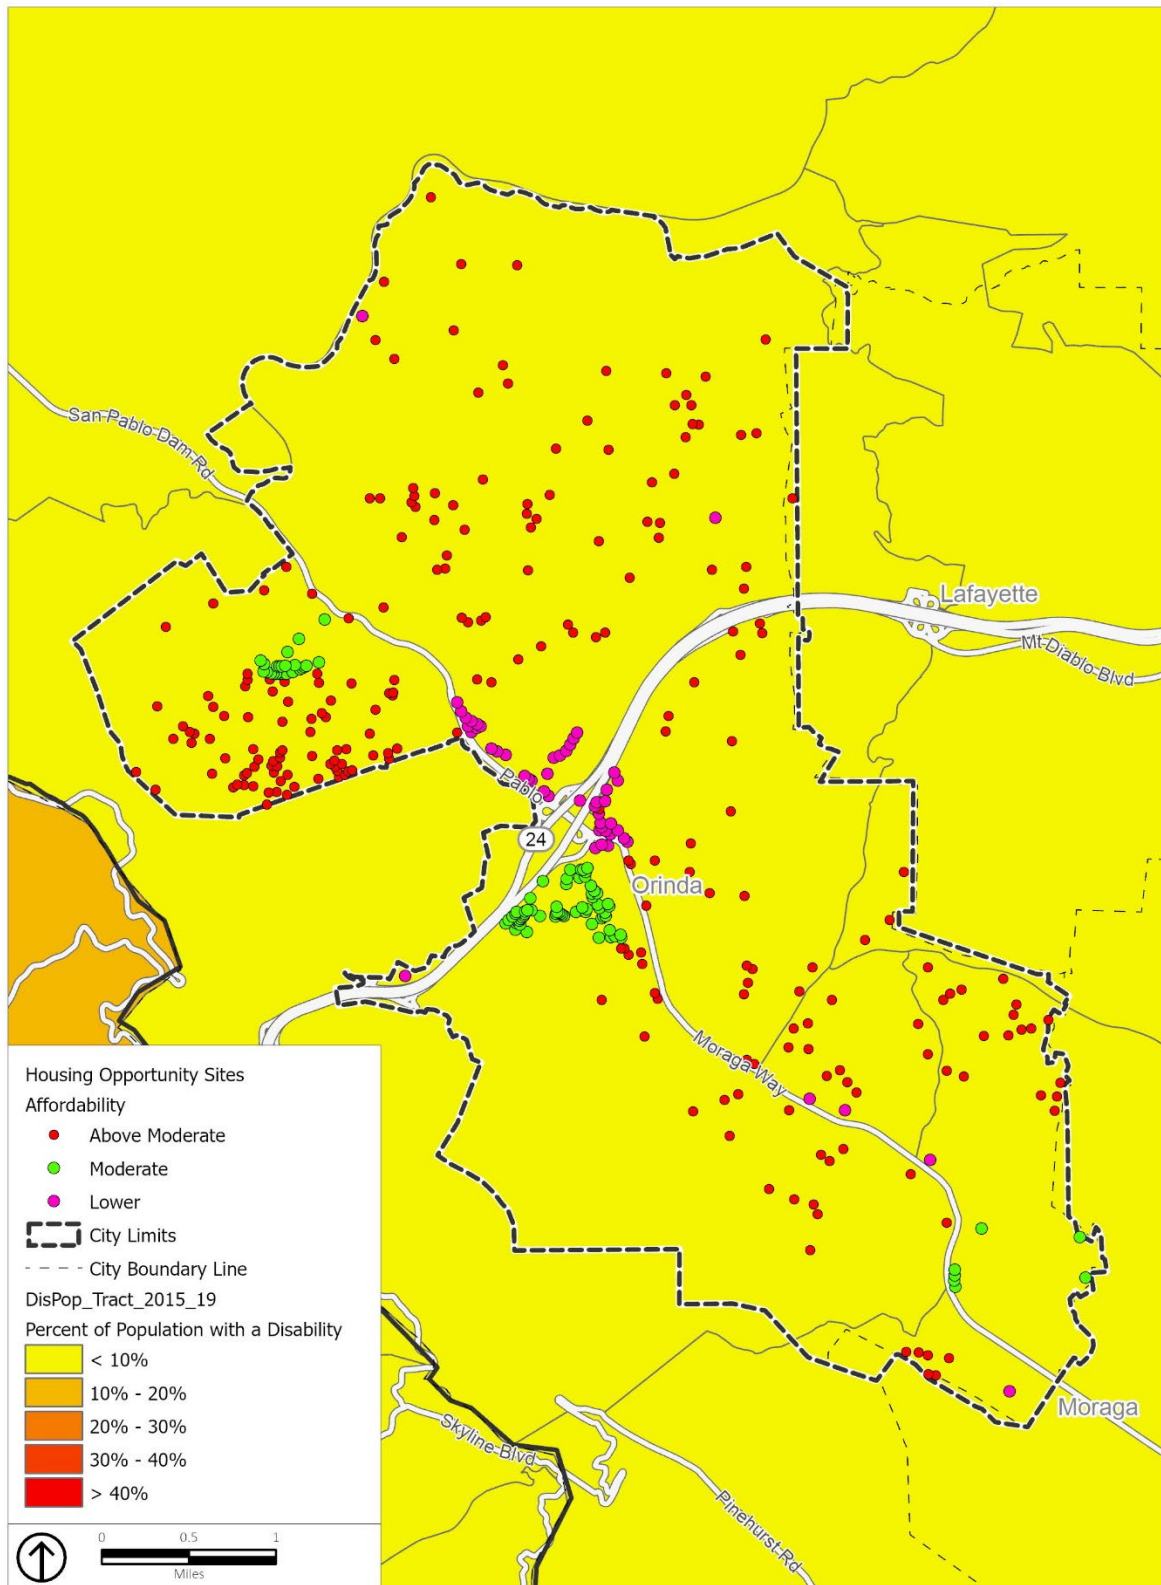 San Pablo Dam Rd
Lafayette
Mt Diablo Blvd
Pablo
24
Orinda
Moraga Way
Moraga
Skyline Blvd
Pinehurst Rd
Housing Opportunity Sites
Affordability
Above Moderate
Moderate
Lower
City Limits
City Boundary Line
DisPop_Tract_2015_19
Percent of Population with a Disability
< 10%
10% - 20%
20% - 30%
30% - 40%
> 40%
0 0.5 1
Miles